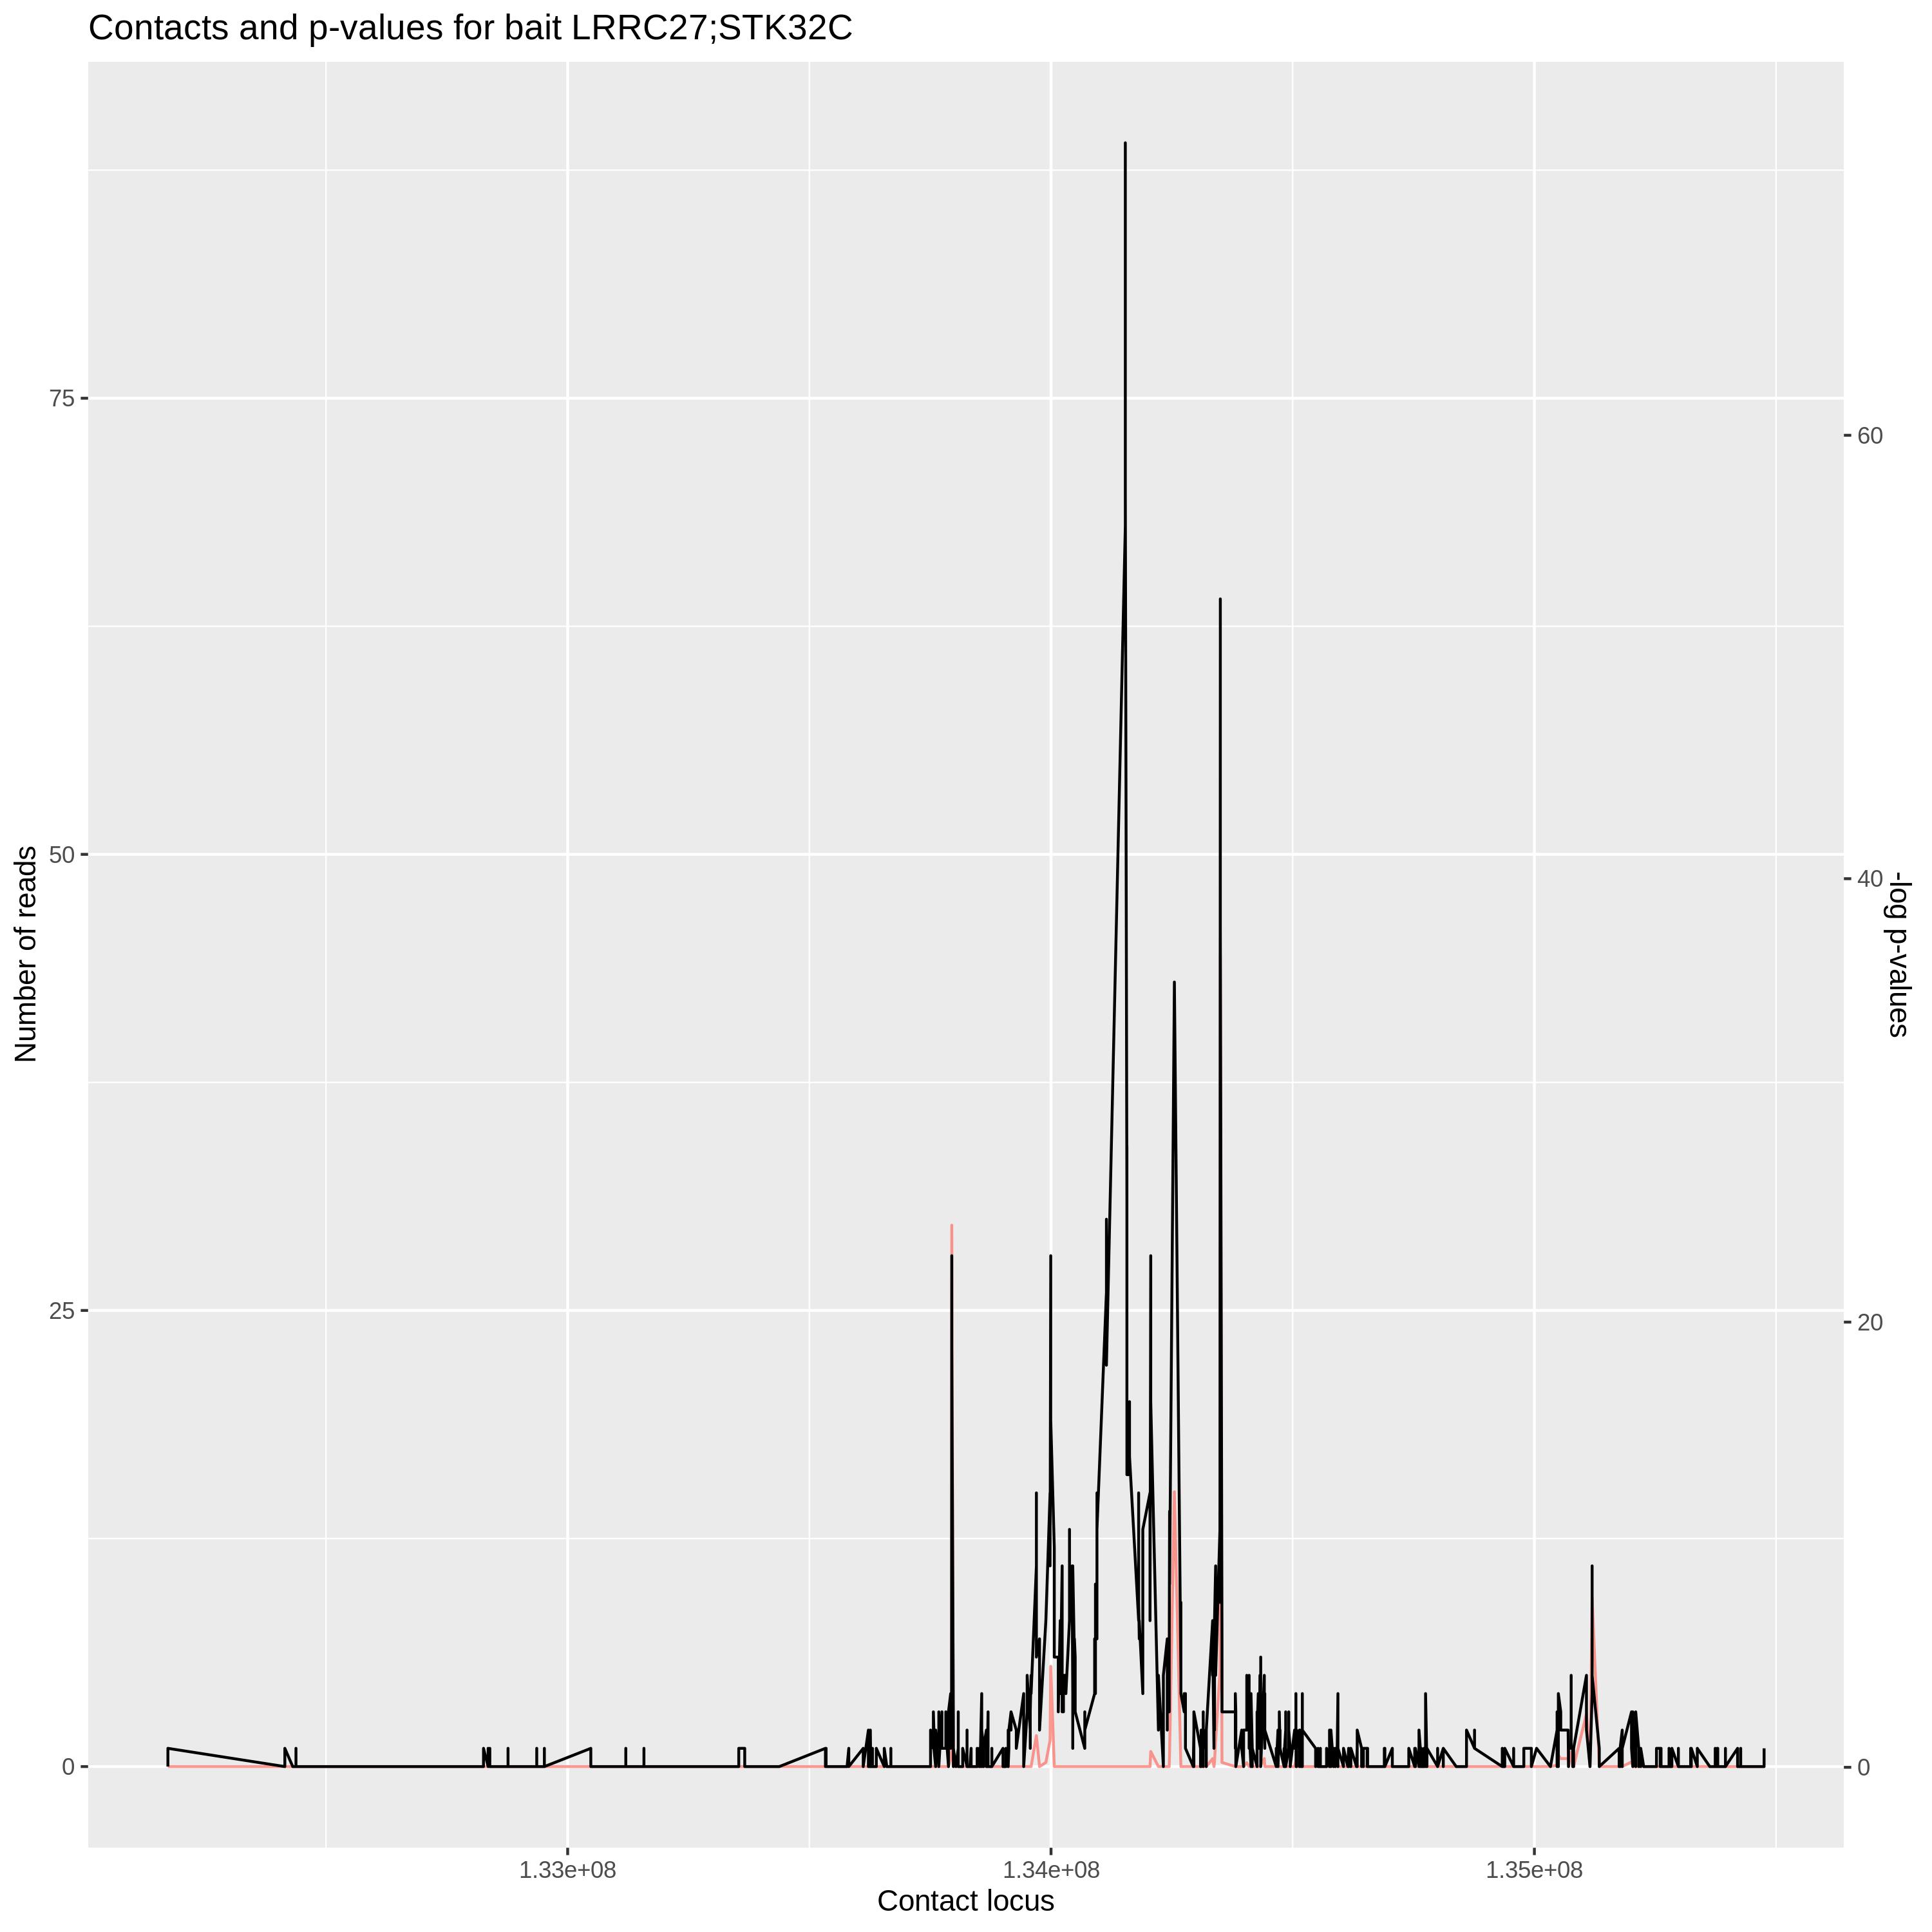 Contacts and p-values for bait LRRC27;STK32C
75
60
50
40
Number of reads
-log p-values
25
20
0
0
1.33e+08
1.34e+08
1.35e+08
Contact locus